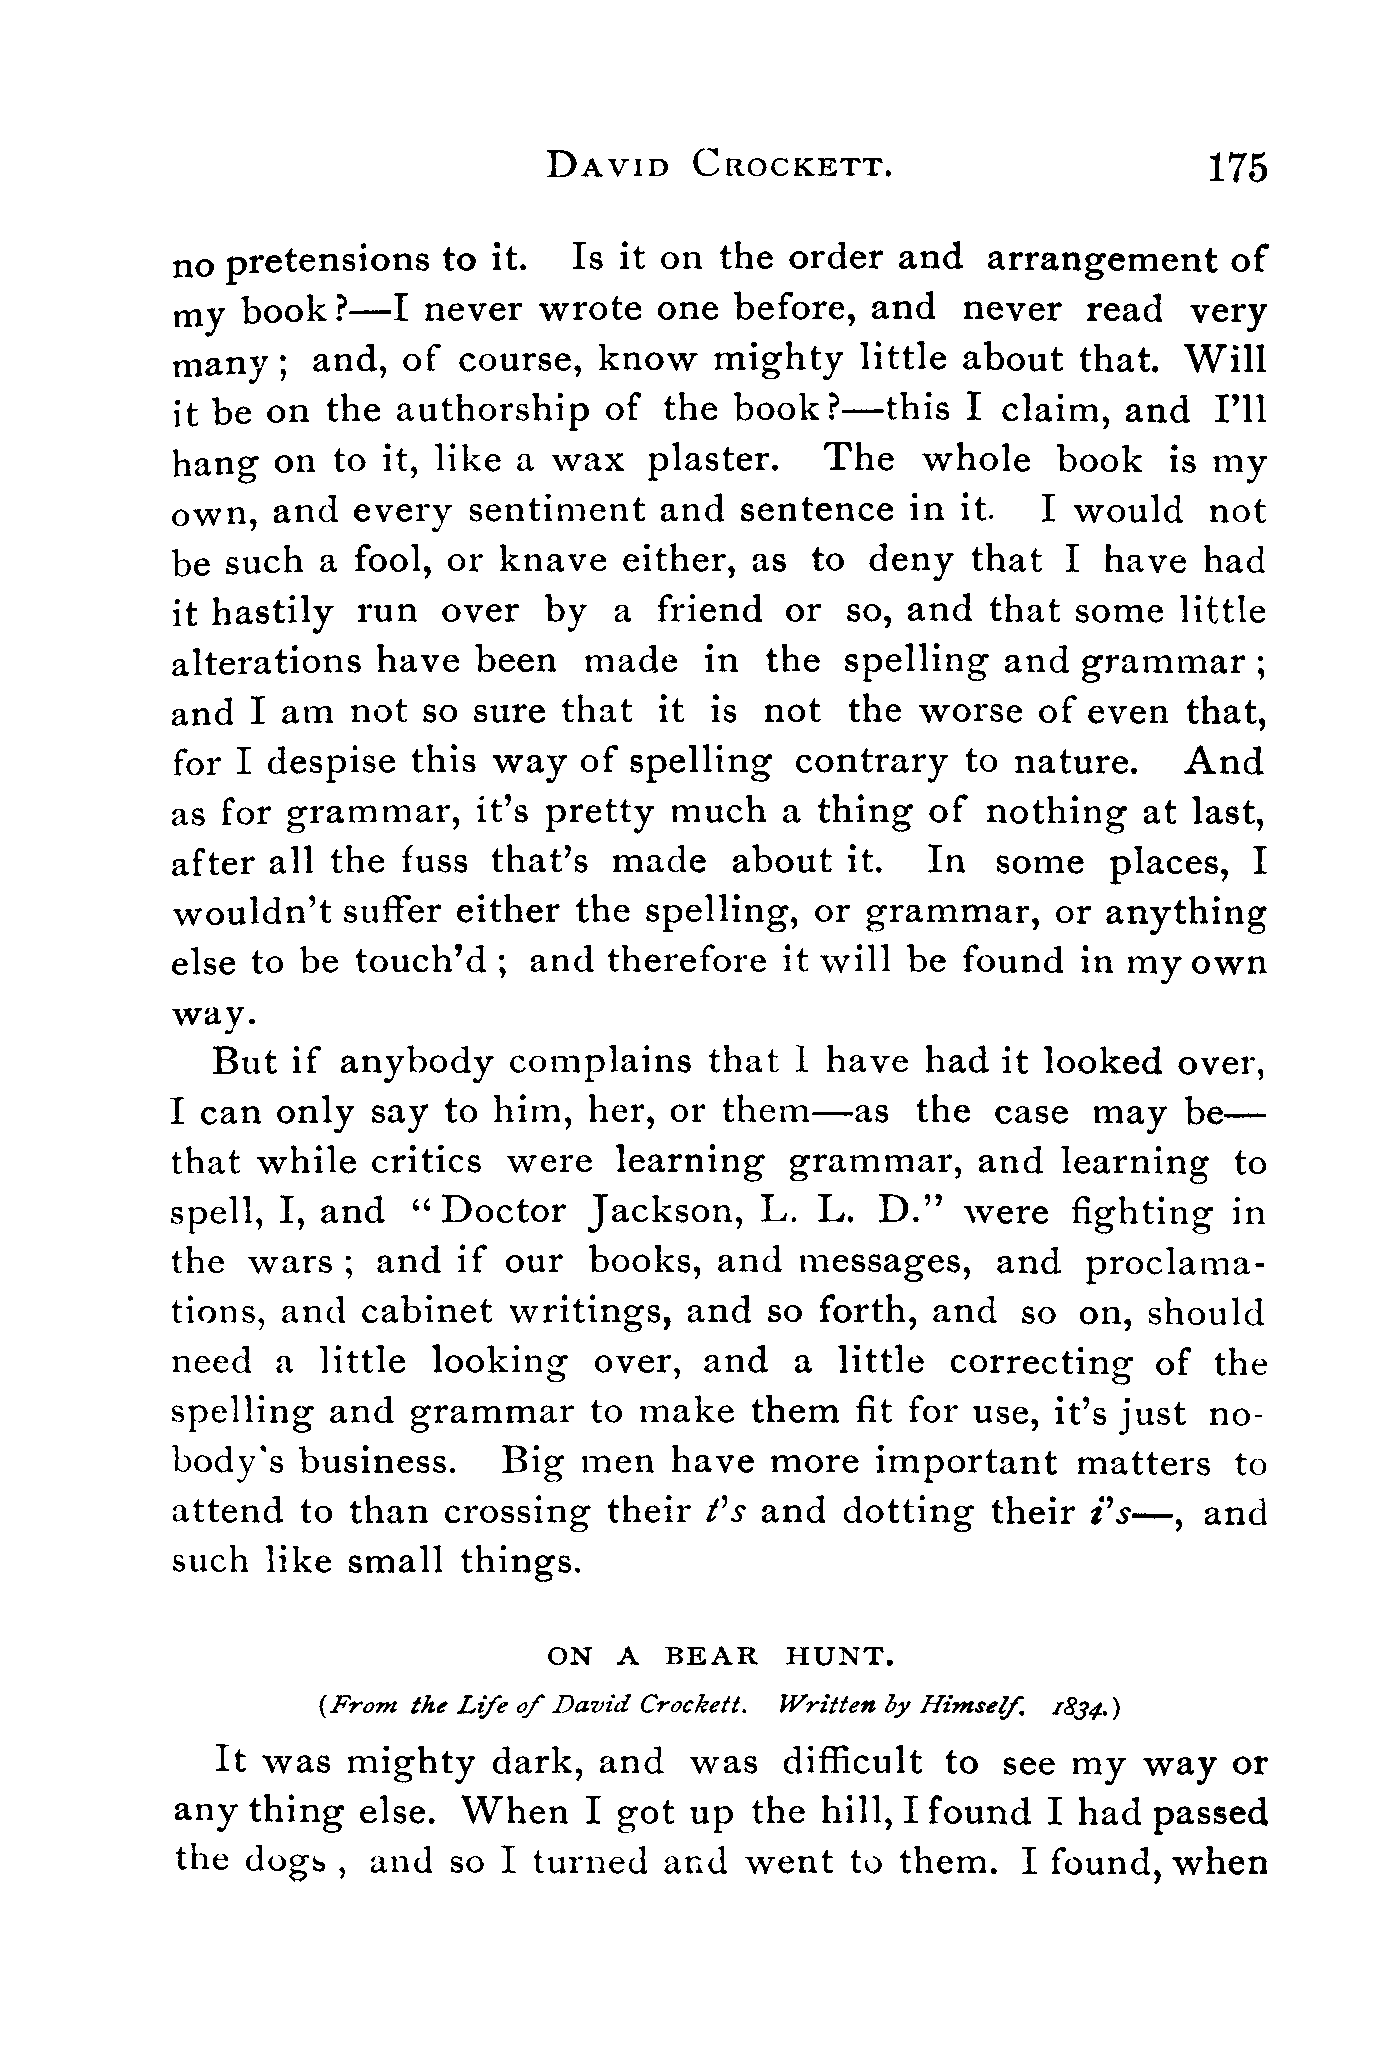 David Crockett. 175
no pretensions to it. Is it on the order and arrangement of
my book?—I never wrote one before, and never read very
many; and, of course, know mighty little about that. Will
it be on the authorship of the book?—this I claim, and I'll
hang on to it, like a wax plaster. The whole book is my
own, and every sentiment and sentence in it. I would not
be such a fool, or knave either, as to deny that I have had
it hastily run over by a friend or so, and that some little
alterations have been made in the spelling and grammar;
and I am not so sure that it is not the worse of even that,
for I despise this way of spelling contrary to nature. And
as for grammar, it's pretty much a thing of nothing at last,
after all the fuss that's made about it. In some places, I
wouldn't suffer either the spelling, or grammar, or anything
else to be touch'd; and therefore it will be found in my own
way.
But if anybody complains that I have had it looked over,
I can only say to him, her, or them—as the case may be—
that while critics were learning grammar, and learning to
spell, I, and "Doctor Jackson, L. L. D." were fighting in
the wars; and if our books, and messages, and proclama-
tions, and cabinet writings, and so forth, and so on, should
need a little looking over, and a little correcting of the
spelling and grammar to make them fit for use, it's just no-
body's business. Big men have more important matters to
attend to than crossing their t's and dotting their i's—, and
such like small things.
ON A BEAR HUNT.
(From the Life of David Crockett. Written by Himself. 1834.)
It was mighty dark, and was difficult to see my way or
any thing else. When I got up the hill, I found I had passed
the dogs, and so I turned and went to them. I found, when